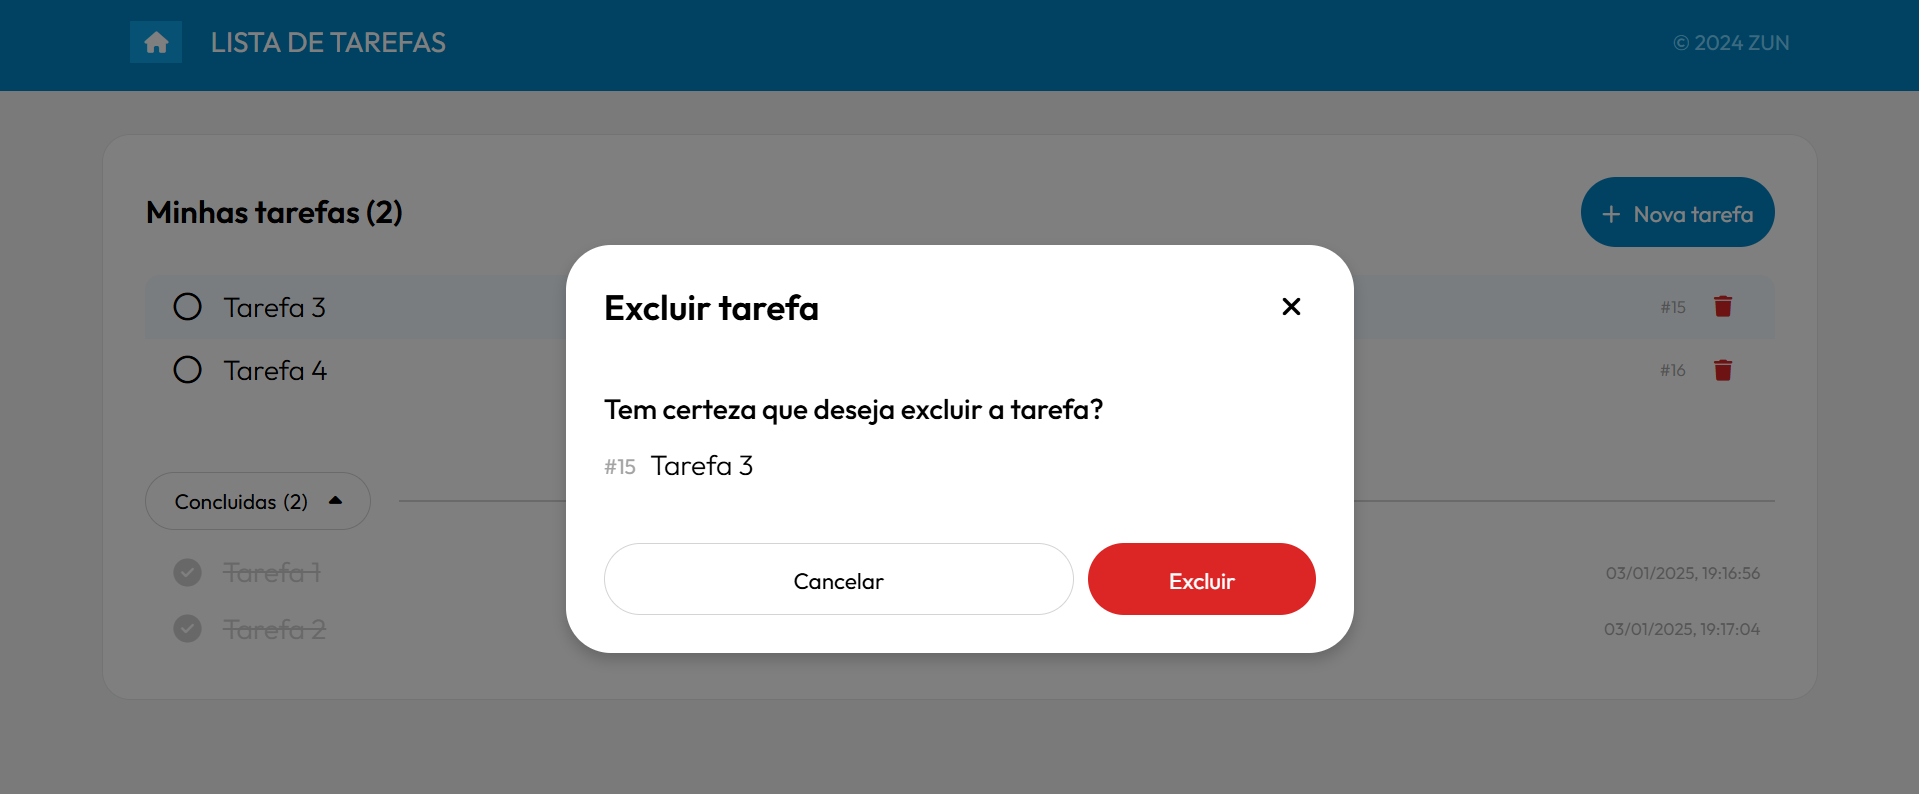 LISTA DE TAREFAS
© 2024 ZUN
Minhas tarefas (2)
+ Nova tarefa
Tarefa 3
#15
Tarefa 4
#16
Excluir tarefa
Tem certeza que deseja excluir a tarefa?
#15 Tarefa 3
Cancelar
Excluir
Concluidas (2)
Tarefa 1
03/01/2025, 19:16:56
Tarefa 2
03/01/2025, 19:17:04